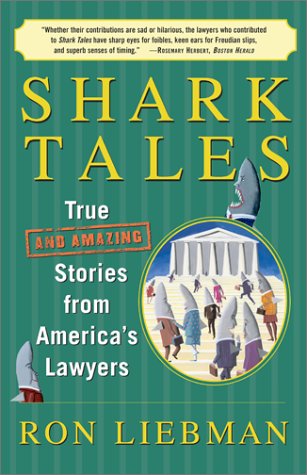 "Whether their contributions are sad or hilarious, the lawyers who contributed
to Shark Tales have sharp eyes for foibles, keen ears for Freudian slips,
and superb senses of timing." —ROSEMARY HERBERT, BOSTON HERALD
SHARK
TALES
True
AND AMAZING
Stories
from
America's
Lawyers
RON LIEBMAN